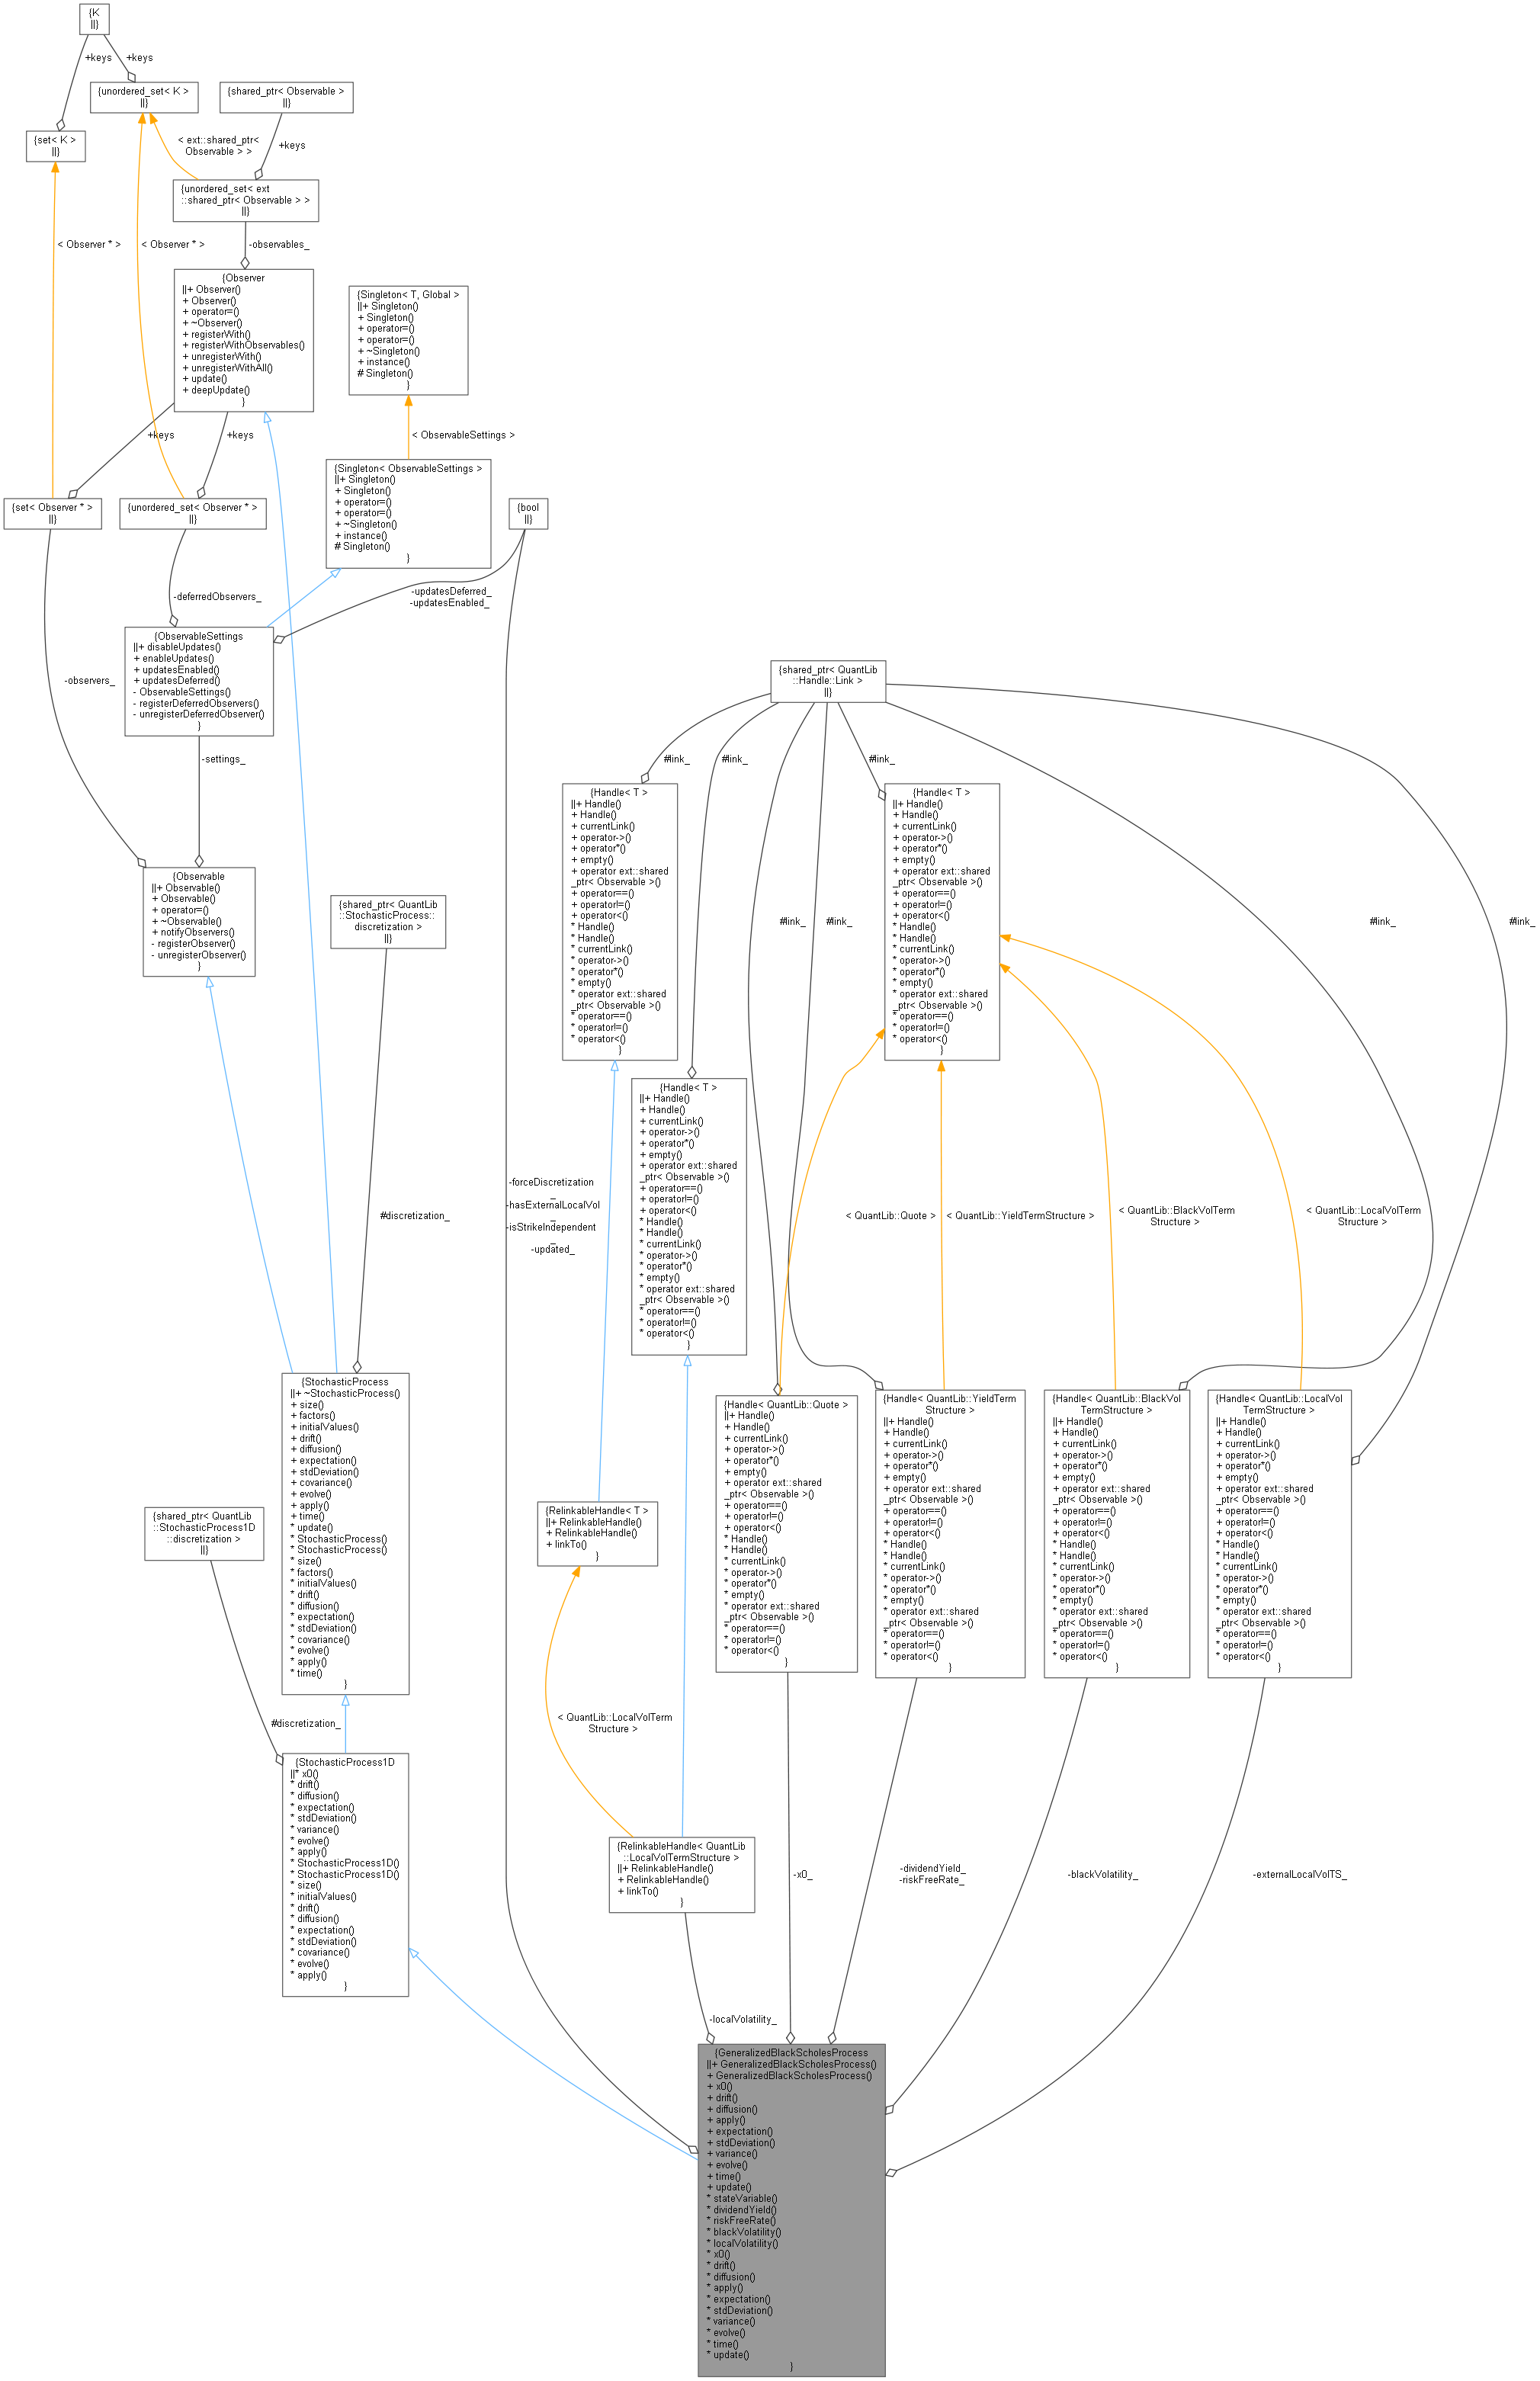 {K
||}
+keys
+keys
{unordered_set< K >
||}
{shared_ptr< Observable >
||}
{set< K >
||}
< ext::shared_ptr<
Observable > >
+keys
{unordered_set< ext
::shared_ptr< Observable > >
||}
< Observer * >
< Observer * >
-observables_
{Observer
||+ Observer()
+ Observer()
+ operator=()
+ ~Observer()
+ registerWith()
+ registerWithObservables()
+ unregisterWith()
+ unregisterWithAll()
+ update()
+ deepUpdate()
}
{Singleton< T, Global >
||+ Singleton()
+ Singleton()
+ operator=()
+ operator=()
+ ~Singleton()
+ instance()
# Singleton()
}
+keys
+keys
< ObservableSettings >
{Singleton< ObservableSettings >
||+ Singleton()
+ Singleton()
+ operator=()
+ operator=()
+ ~Singleton()
+ instance()
# Singleton()
}
{set< Observer * >
||}
{unordered_set< Observer * >
||}
{bool
||}
-deferredObservers_
-updatesDeferred_
-updatesEnabled_
{ObservableSettings
||+ disableUpdates()
+ enableUpdates()
+ updatesEnabled()
+ updatesDeferred()
- ObservableSettings()
- registerDeferredObservers()
- unregisterDeferredObserver()
}
-observers_
{shared_ptr< QuantLib
::Handle::Link >
||}
-settings_
#link_
#link_
#link_
{Handle< T >
||+ Handle()
+ Handle()
+ currentLink()
+ operator->()
+ operator*()
+ empty()
+ operator ext::shared
_ptr< Observable >()
+ operator==()
+ operator!=()
+ operator<()
* Handle()
* Handle()
* currentLink()
* operator->()
* operator*()
* empty()
* operator ext::shared
_ptr< Observable >()
* operator==()
* operator!=()
* operator<()
}
{Handle< T >
||+ Handle()
+ Handle()
+ currentLink()
+ operator->()
+ operator*()
+ empty()
+ operator ext::shared
_ptr< Observable >()
+ operator==()
+ operator!=()
+ operator<()
* Handle()
* Handle()
* currentLink()
* operator->()
* operator*()
* empty()
* operator ext::shared
_ptr< Observable >()
* operator==()
* operator!=()
* operator<()
}
{Observable
||+ Observable()
+ Observable()
+ operator=()
+ ~Observable()
+ notifyObservers()
- registerObserver()
- unregisterObserver()
}
{shared_ptr< QuantLib
::StochasticProcess::
discretization >
||}
#link_
#link_
#link_
#link_
{Handle< T >
||+ Handle()
+ Handle()
+ currentLink()
+ operator->()
+ operator*()
+ empty()
+ operator ext::shared
_ptr< Observable >()
+ operator==()
+ operator!=()
+ operator<()
* Handle()
* Handle()
* currentLink()
* operator->()
* operator*()
* empty()
* operator ext::shared
_ptr< Observable >()
* operator==()
* operator!=()
* operator<()
}
#discretization_
-forceDiscretization
_
-hasExternalLocalVol
_
-isStrikeIndependent
_
-updated_
< QuantLib::Quote >
< QuantLib::YieldTermStructure >
< QuantLib::BlackVolTerm
Structure >
< QuantLib::LocalVolTerm
Structure >
{StochasticProcess
||+ ~StochasticProcess()
+ size()
+ factors()
+ initialValues()
+ drift()
+ diffusion()
+ expectation()
+ stdDeviation()
+ covariance()
+ evolve()
+ apply()
+ time()
* update()
* StochasticProcess()
* StochasticProcess()
* size()
* factors()
* initialValues()
* drift()
* diffusion()
* expectation()
* stdDeviation()
* covariance()
* evolve()
* apply()
* time()
}
{Handle< QuantLib::Quote >
||+ Handle()
+ Handle()
+ currentLink()
+ operator->()
+ operator*()
+ empty()
+ operator ext::shared
_ptr< Observable >()
+ operator==()
+ operator!=()
+ operator<()
* Handle()
* Handle()
* currentLink()
* operator->()
* operator*()
* empty()
* operator ext::shared
_ptr< Observable >()
* operator==()
* operator!=()
* operator<()
}
{Handle< QuantLib::YieldTerm
Structure >
||+ Handle()
+ Handle()
+ currentLink()
+ operator->()
+ operator*()
+ empty()
+ operator ext::shared
_ptr< Observable >()
+ operator==()
+ operator!=()
+ operator<()
* Handle()
* Handle()
* currentLink()
* operator->()
* operator*()
* empty()
* operator ext::shared
_ptr< Observable >()
* operator==()
* operator!=()
* operator<()
}
{Handle< QuantLib::BlackVol
TermStructure >
||+ Handle()
+ Handle()
+ currentLink()
+ operator->()
+ operator*()
+ empty()
+ operator ext::shared
_ptr< Observable >()
+ operator==()
+ operator!=()
+ operator<()
* Handle()
* Handle()
* currentLink()
* operator->()
* operator*()
* empty()
* operator ext::shared
_ptr< Observable >()
* operator==()
* operator!=()
* operator<()
}
{Handle< QuantLib::LocalVol
TermStructure >
||+ Handle()
+ Handle()
+ currentLink()
+ operator->()
+ operator*()
+ empty()
+ operator ext::shared
_ptr< Observable >()
+ operator==()
+ operator!=()
+ operator<()
* Handle()
* Handle()
* currentLink()
* operator->()
* operator*()
* empty()
* operator ext::shared
_ptr< Observable >()
* operator==()
* operator!=()
* operator<()
}
{shared_ptr< QuantLib
::StochasticProcess1D
::discretization >
||}
{RelinkableHandle< T >
||+ RelinkableHandle()
+ RelinkableHandle()
+ linkTo()
}
#discretization_
< QuantLib::LocalVolTerm
Structure >
{StochasticProcess1D
||* x0()
* drift()
* diffusion()
* expectation()
* stdDeviation()
* variance()
* evolve()
* apply()
* StochasticProcess1D()
* StochasticProcess1D()
* size()
* initialValues()
* drift()
* diffusion()
* expectation()
* stdDeviation()
* covariance()
* evolve()
* apply()
}
{RelinkableHandle< QuantLib
::LocalVolTermStructure >
||+ RelinkableHandle()
+ RelinkableHandle()
+ linkTo()
}
-x0_
-dividendYield_
-riskFreeRate_
-blackVolatility_
-externalLocalVolTS_
-localVolatility_
{GeneralizedBlackScholesProcess
||+ GeneralizedBlackScholesProcess()
+ GeneralizedBlackScholesProcess()
+ x0()
+ drift()
+ diffusion()
+ apply()
+ expectation()
+ stdDeviation()
+ variance()
+ evolve()
+ time()
+ update()
* stateVariable()
* dividendYield()
* riskFreeRate()
* blackVolatility()
* localVolatility()
* x0()
* drift()
* diffusion()
* apply()
* expectation()
* stdDeviation()
* variance()
* evolve()
* time()
* update()
}